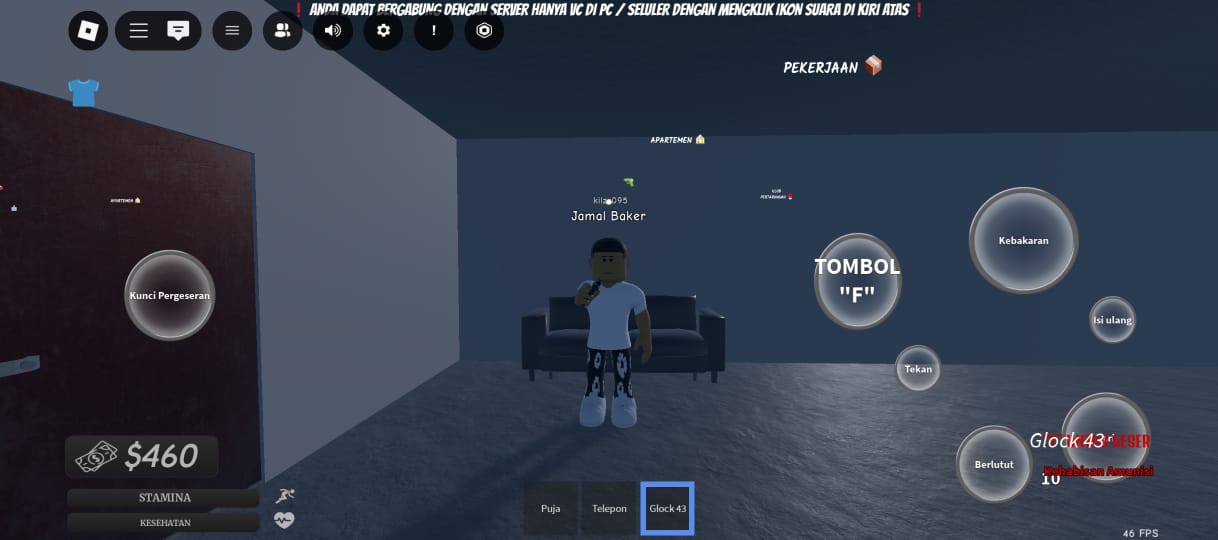 ❗ ANDA DAPAT BERGABUNG DENGAN SERVER HANYA VC DI PC / SELULER DENGAN MENGKLIK IKON SUARA DI KIRI ATAS ❗
PEKERJAAN
APARTEMEN
APARTEMEN
Jamal Baker
Kunci Pergeseran
TOMBOL
"F"
Kebakaran
Isi ulang
Tekan
Berlutut
Glock 43
Kehabisan Amunisi
10
$460
STAMINA
KESEHATAN
Puja
Telepon
Glock 43
46 FPS